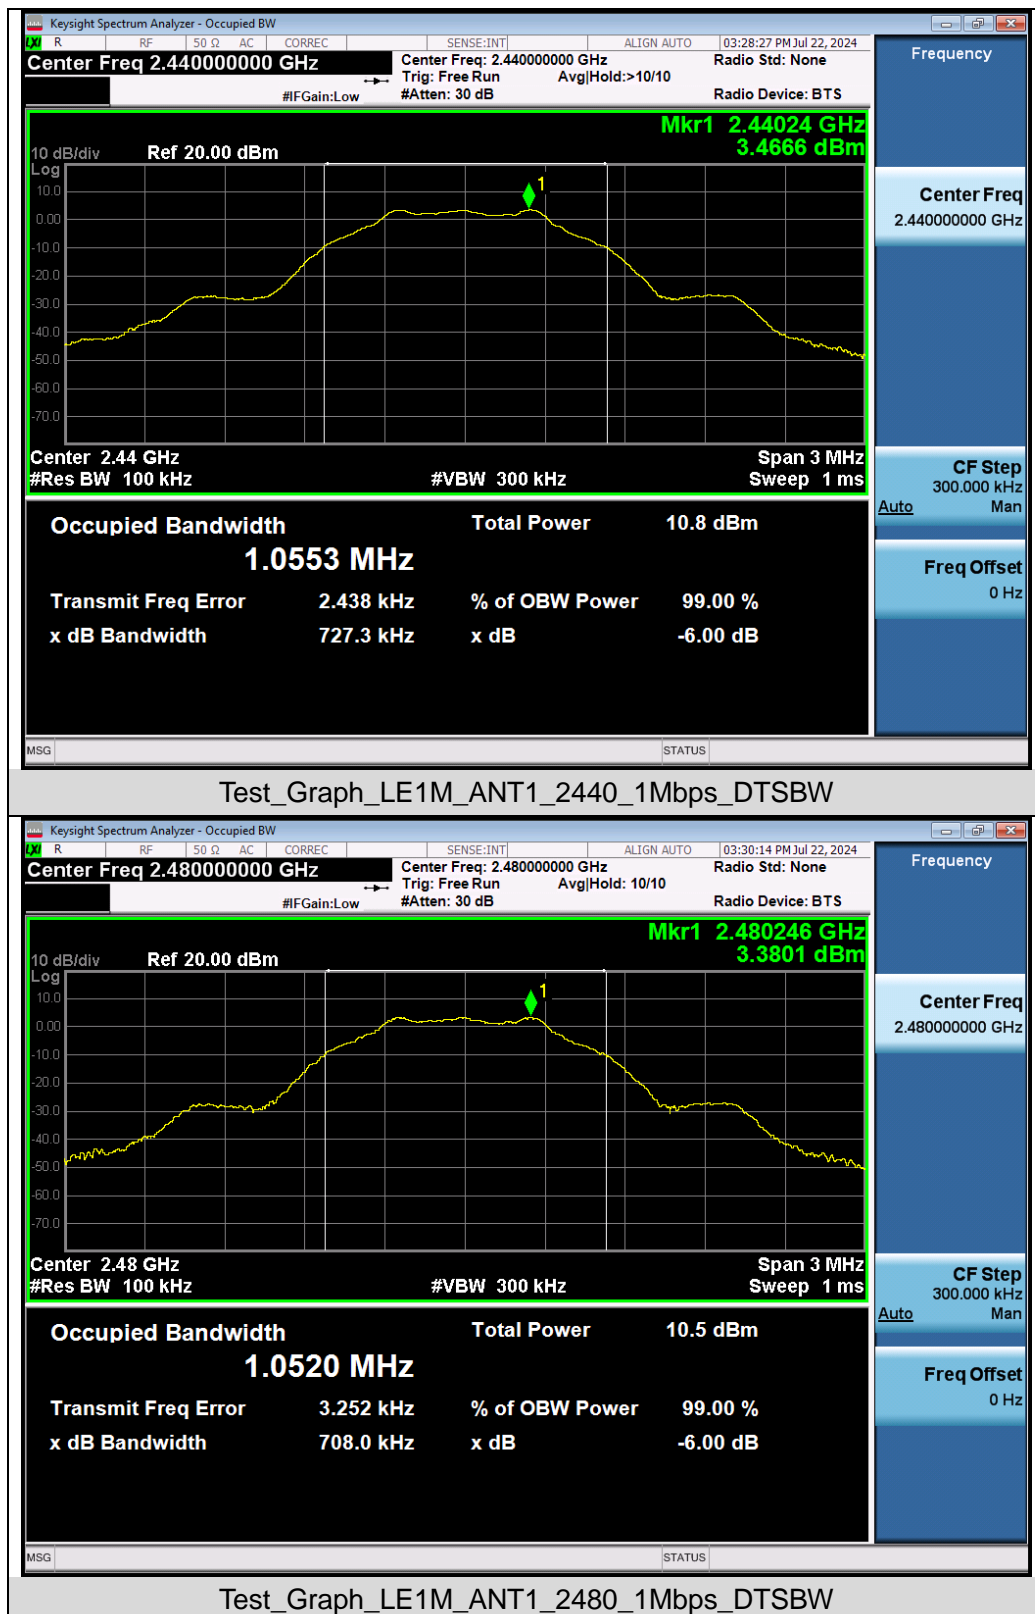 Keysight Spectrum Analyzer - Occupied BW
LXI R RF 50 Ω AC CORREC SENSE:INT ALIGN AUTO 03:28:27 PM Jul 22, 2024
Center Freq 2.440000000 GHz Center Freq: 2.440000000 GHz Radio Std: None Frequency
Trig: Free Run Avg|Hold:>10/10
#IFGain:Low #Atten: 30 dB Radio Device: BTS
Mkr1 2.44024 GHz
10 dB/div Ref 20.00 dBm 3.4666 dBm
Log
10.0 1
0.00
-10.0
-20.0
-30.0
-40.0
-50.0
-60.0
-70.0
Center Freq
2.440000000 GHz
Center 2.44 GHz Span 3 MHz
#Res BW 100 kHz #VBW 300 kHz Sweep 1 ms
CF Step
300.000 kHz
Auto Man
Occupied Bandwidth Total Power 10.8 dBm
1.0553 MHz
Transmit Freq Error 2.438 kHz % of OBW Power 99.00 %
x dB Bandwidth 727.3 kHz x dB -6.00 dB
Freq Offset
0 Hz
MSG STATUS
Test_Graph_LE1M_ANT1_2440_1Mbps_DTSBW
Keysight Spectrum Analyzer - Occupied BW
LXI R RF 50 Ω AC CORREC SENSE:INT ALIGN AUTO 03:30:14 PM Jul 22, 2024
Center Freq 2.480000000 GHz Center Freq: 2.480000000 GHz Radio Std: None Frequency
Trig: Free Run Avg|Hold: 10/10
#IFGain:Low #Atten: 30 dB Radio Device: BTS
Mkr1 2.480246 GHz
10 dB/div Ref 20.00 dBm 3.3801 dBm
Log
10.0 1
0.00
-10.0
-20.0
-30.0
-40.0
-50.0
-60.0
-70.0
Center Freq
2.480000000 GHz
Center 2.48 GHz Span 3 MHz
#Res BW 100 kHz #VBW 300 kHz Sweep 1 ms
CF Step
300.000 kHz
Auto Man
Occupied Bandwidth Total Power 10.5 dBm
1.0520 MHz
Transmit Freq Error 3.252 kHz % of OBW Power 99.00 %
x dB Bandwidth 708.0 kHz x dB -6.00 dB
Freq Offset
0 Hz
MSG STATUS
Test_Graph_LE1M_ANT1_2480_1Mbps_DTSBW